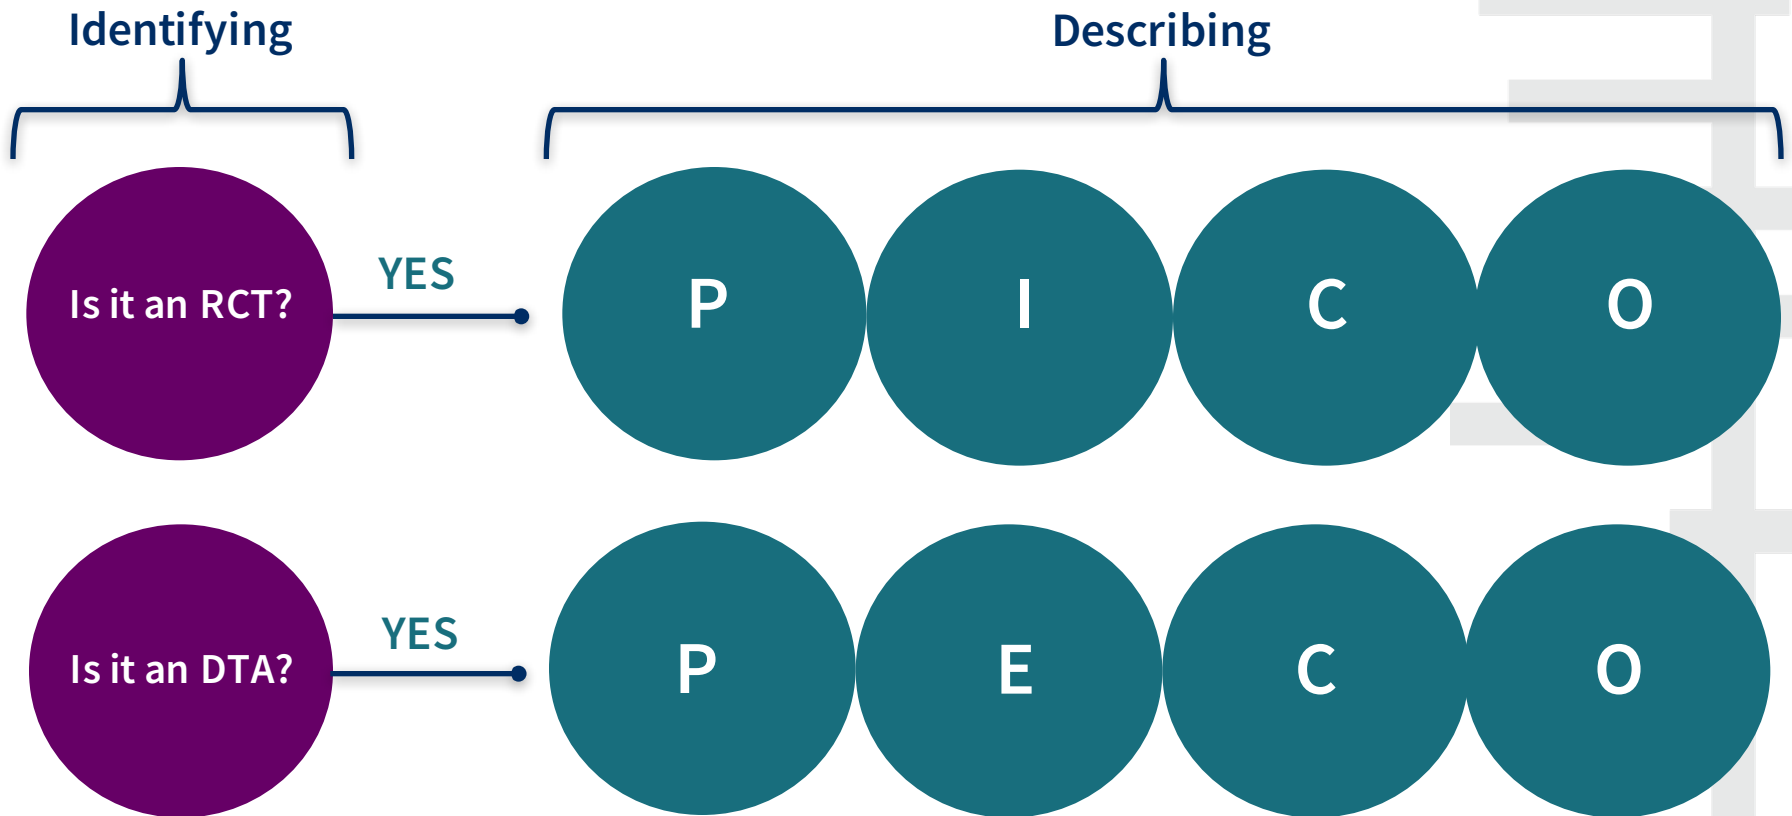 Identifying
Describing
Is it an RCT?
YES
P
I
C
O
Is it an DTA?
YES
P
E
C
O